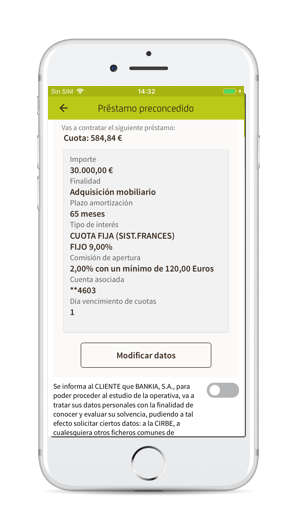 Sin SIM 14:32
Préstamo preconcedido
Vas a contratar el siguiente préstamo:
Cuota: 584,84 €
Importe
30.000,00 €
Finalidad
Adquisición mobiliario
Plazo amortización
65 meses
Tipo de interés
CUOTA FIJA (SIST.FRANCES)
FIJO 9,00%
Comisión de apertura
2,00% con un mínimo de 120,00 Euros
Cuenta asociada
**4603
Día vencimiento de cuotas
1
Modificar datos
Se informa al CLIENTE que BANKIA, S.A., para
poder proceder al estudio de la operativa, va a
tratar sus datos personales con la finalidad de
conocer y evaluar su solvencia, pudiendo a tal
efecto solicitar ciertos datos: a la CIRBE, a
cualesquiera otros ficheros comunes de